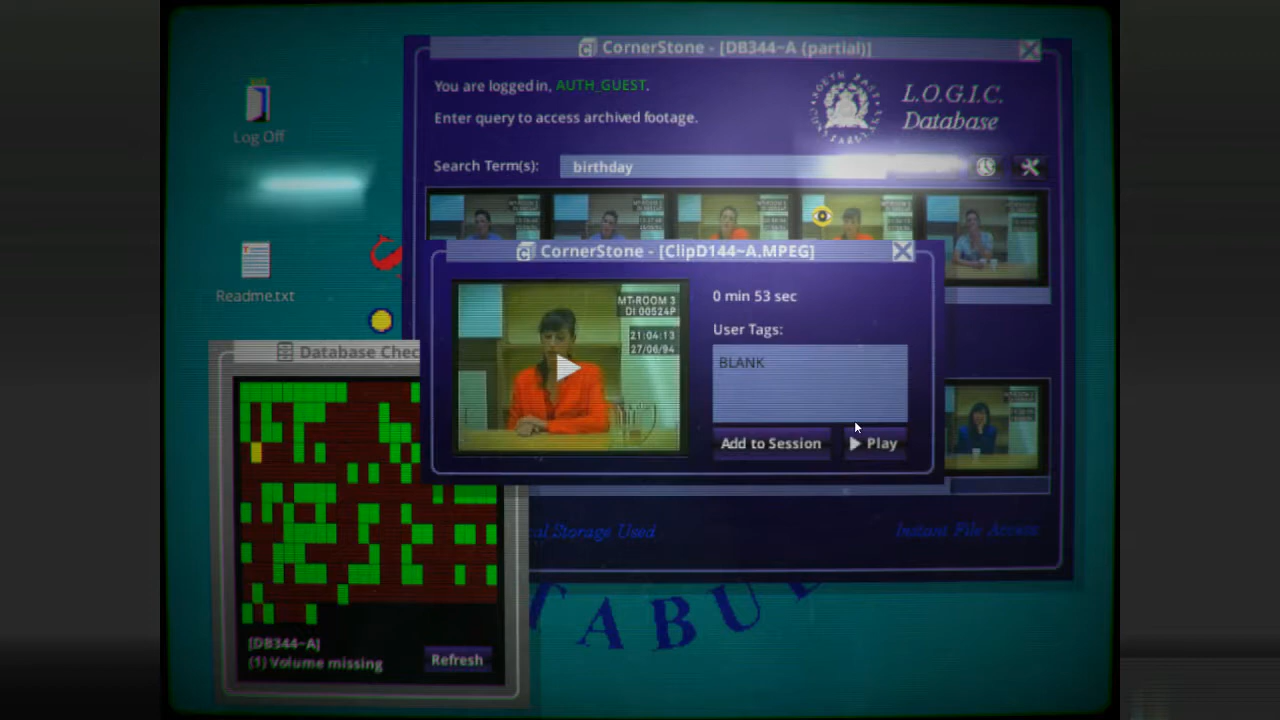 CornerStone - [DB344~A (partial)]
You are logged in, AUTH_GUEST.
Enter query to access archived footage.
L.O.G.I.C.
Database
Search Term(s): birthday
Log Off
Readme.txt
CornerStone - [ClipD144~A.MPEG]
MT-ROOM 3
DI 00524P
21:04:13
27/06/94
0 min 53 sec
User Tags:
BLANK
Add to Session
Play
Database Chec
[DB344~A]
(1) Volume missing
Refresh
al Storage Used
Instant File Access
TABUL